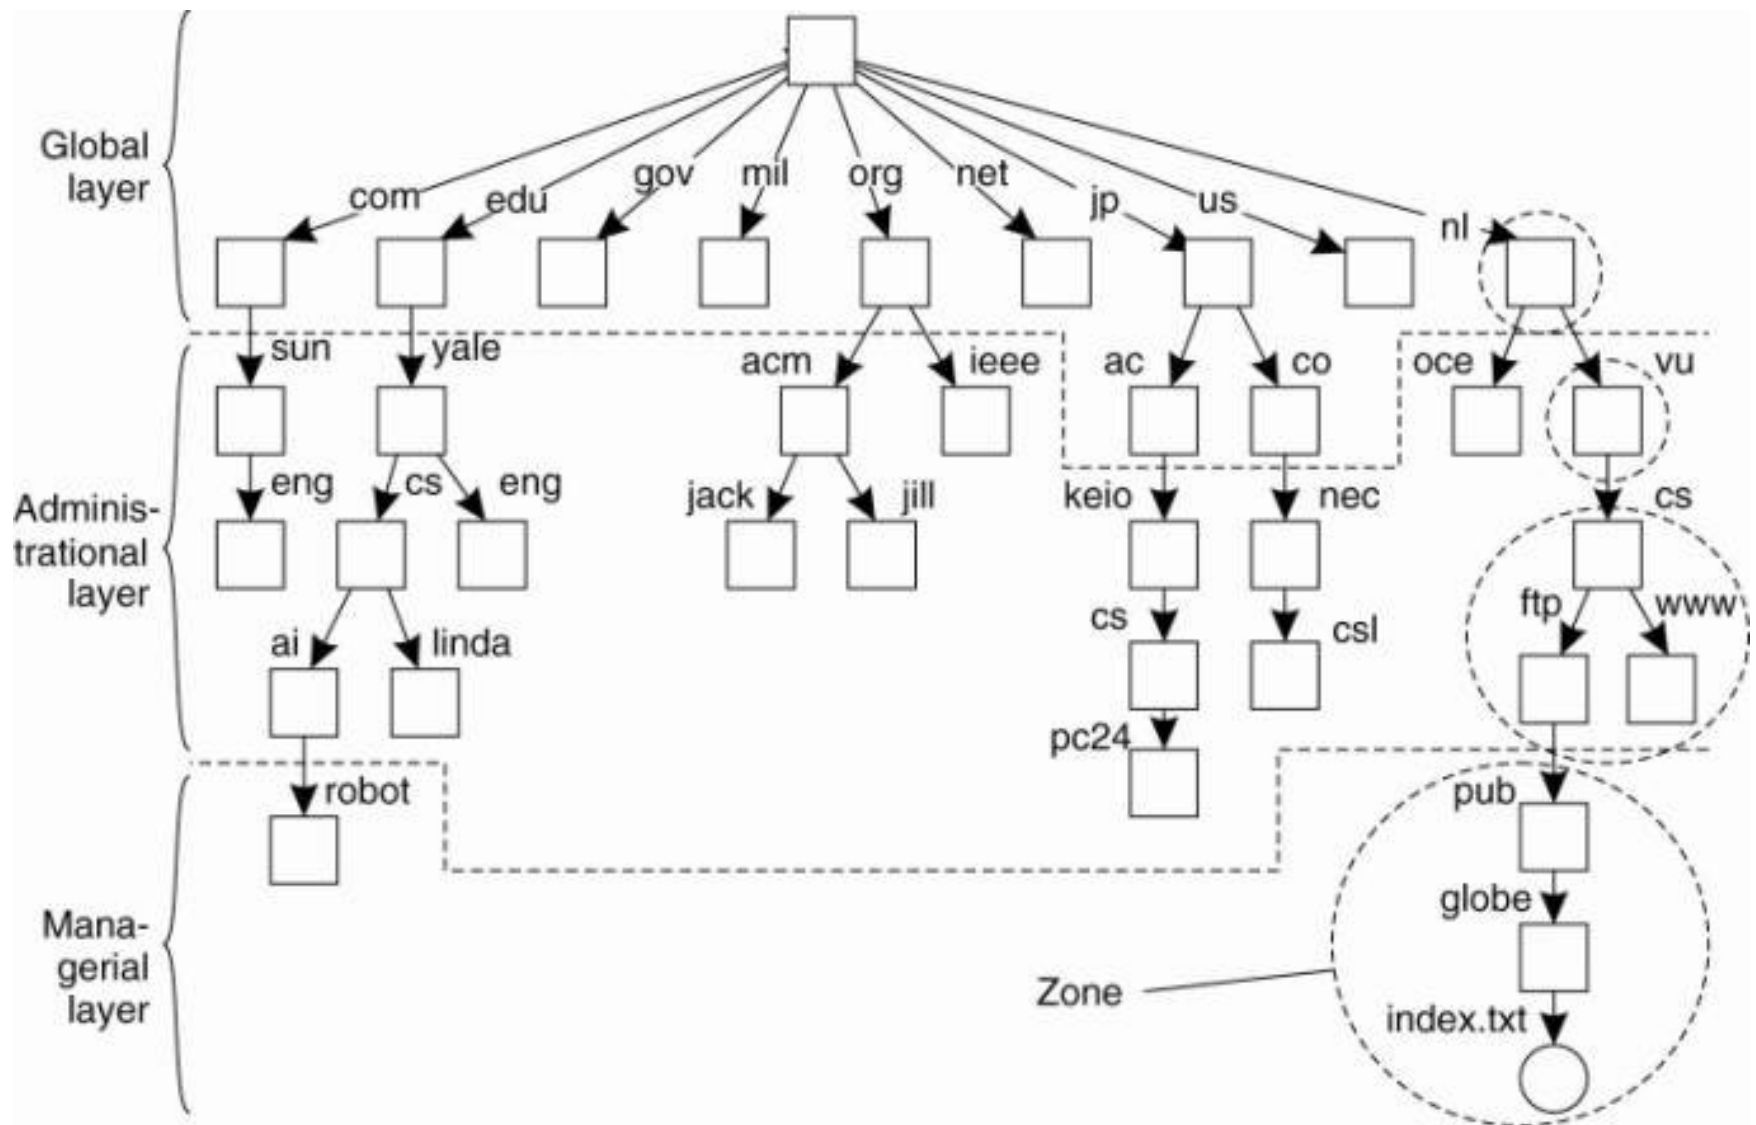 Global
layer
com
edu
gov
mil
org
net
jp
us
nl
sun
yale
acm
ieee
ac
co
oce
vu
Adminis-
trational
layer
eng
cs
eng
jack
jill
keio
nec
cs
ai
linda
cs
csl
ftp
www
pc24
Mana-
gerial
layer
robot
pub
globe
Zone
index.txt